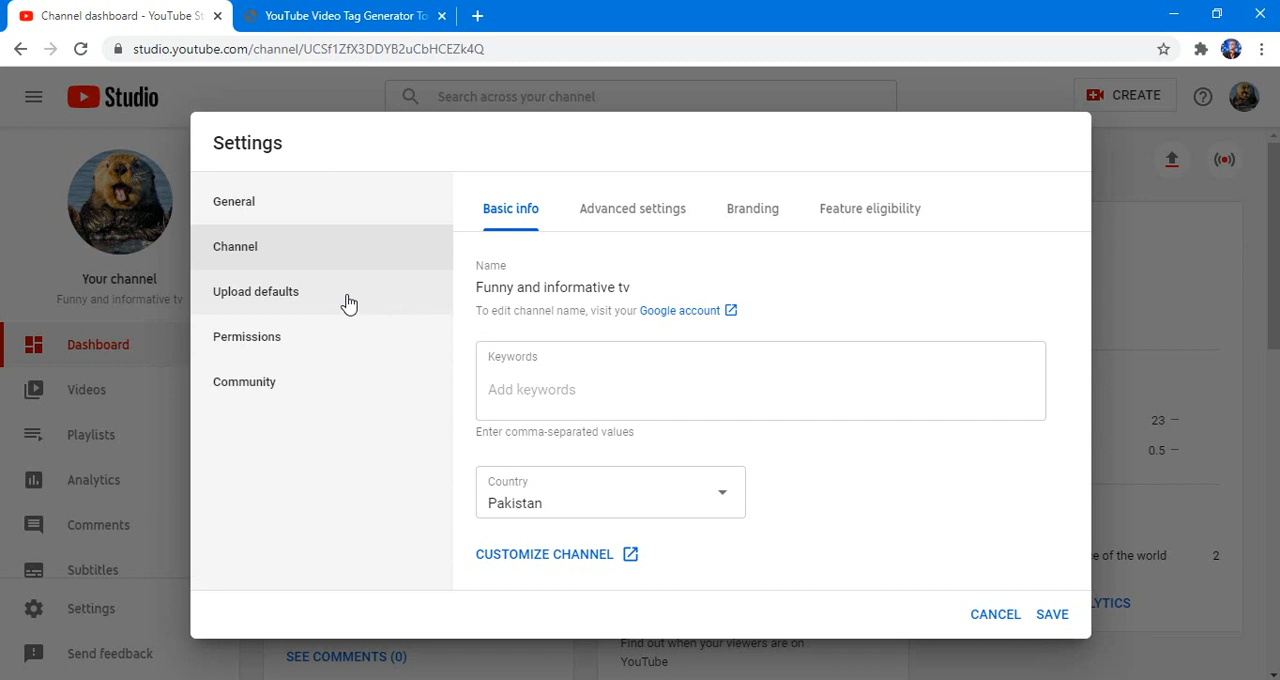 Channel dashboard - YouTube St
YouTube Video Tag Generator To
studio.youtube.com/channel/UCSf1ZfX3DDYB2uCbHCEZk4Q
Studio
Search across your channel
CREATE
Settings
Your channel
Funny and informative tv
Dashboard
Videos
Playlists
Analytics
Comments
Subtitles
Settings
Send feedback
General
Channel
Upload defaults
Permissions
Community
Basic info
Advanced settings
Branding
Feature eligibility
Name
Funny and informative tv
To edit channel name, visit your Google account
Keywords
Add keywords
Enter comma-separated values
Country
Pakistan
CUSTOMIZE CHANNEL
CANCEL
SAVE
23 —
0.5 —
e of the world 2
LYTICS
SEE COMMENTS (0)
Find out when your viewers are on
YouTube